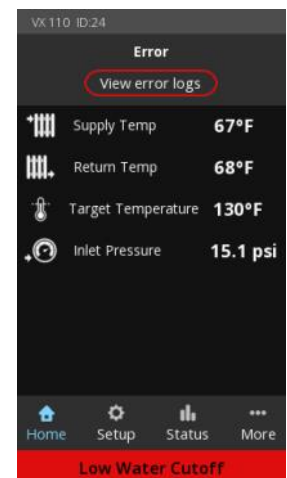 VX 110 ID:24
Error
View error logs
Supply Temp 67°F
Return Temp 68°F
Target Temperature 130°F
Inlet Pressure 15.1 psi
Home Setup Status More
Low Water Cutoff